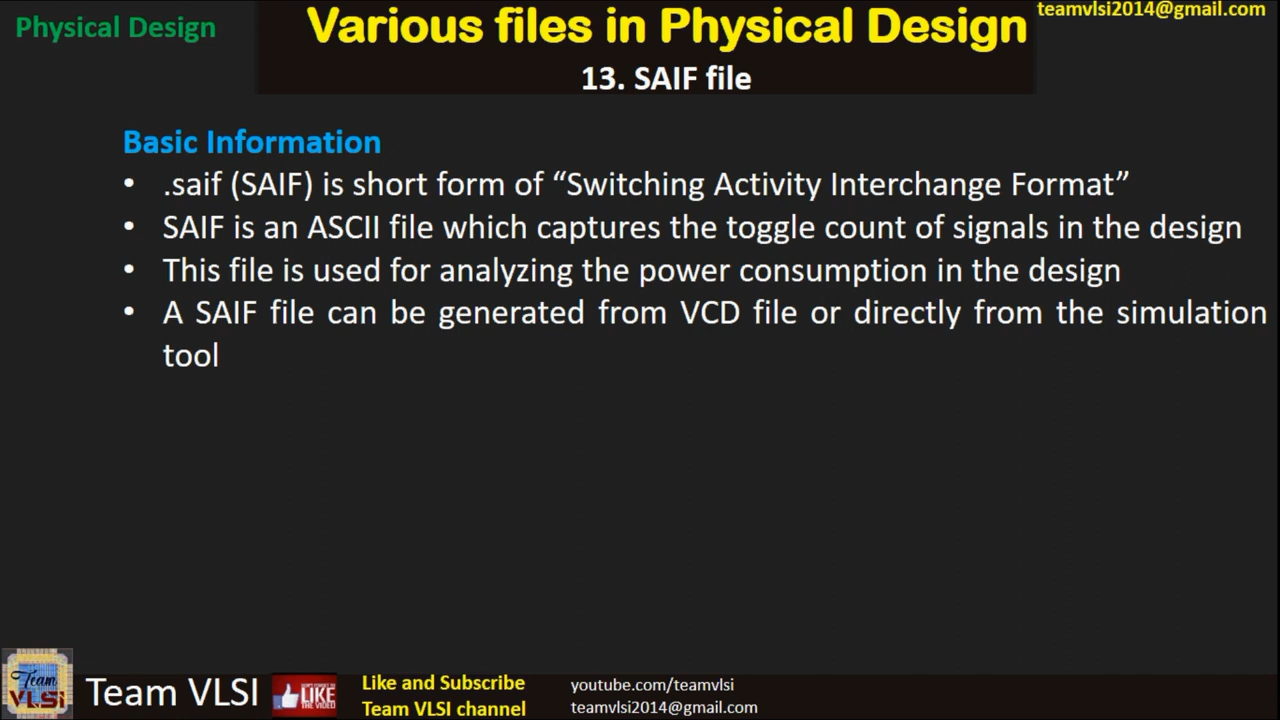 Physical Design
Various files in Physical Design
teamvlsi2014@gmail.com
13. SAIF file
Basic Information
• .saif (SAIF) is short form of “Switching Activity Interchange Format”
• SAIF is an ASCII file which captures the toggle count of signals in the design
• This file is used for analyzing the power consumption in the design
• A SAIF file can be generated from VCD file or directly from the simulation
tool
Team
VLSI
Team VLSI
LIKE
Like and Subscribe
Team VLSI channel
youtube.com/teamvlsi
teamvlsi2014@gmail.com